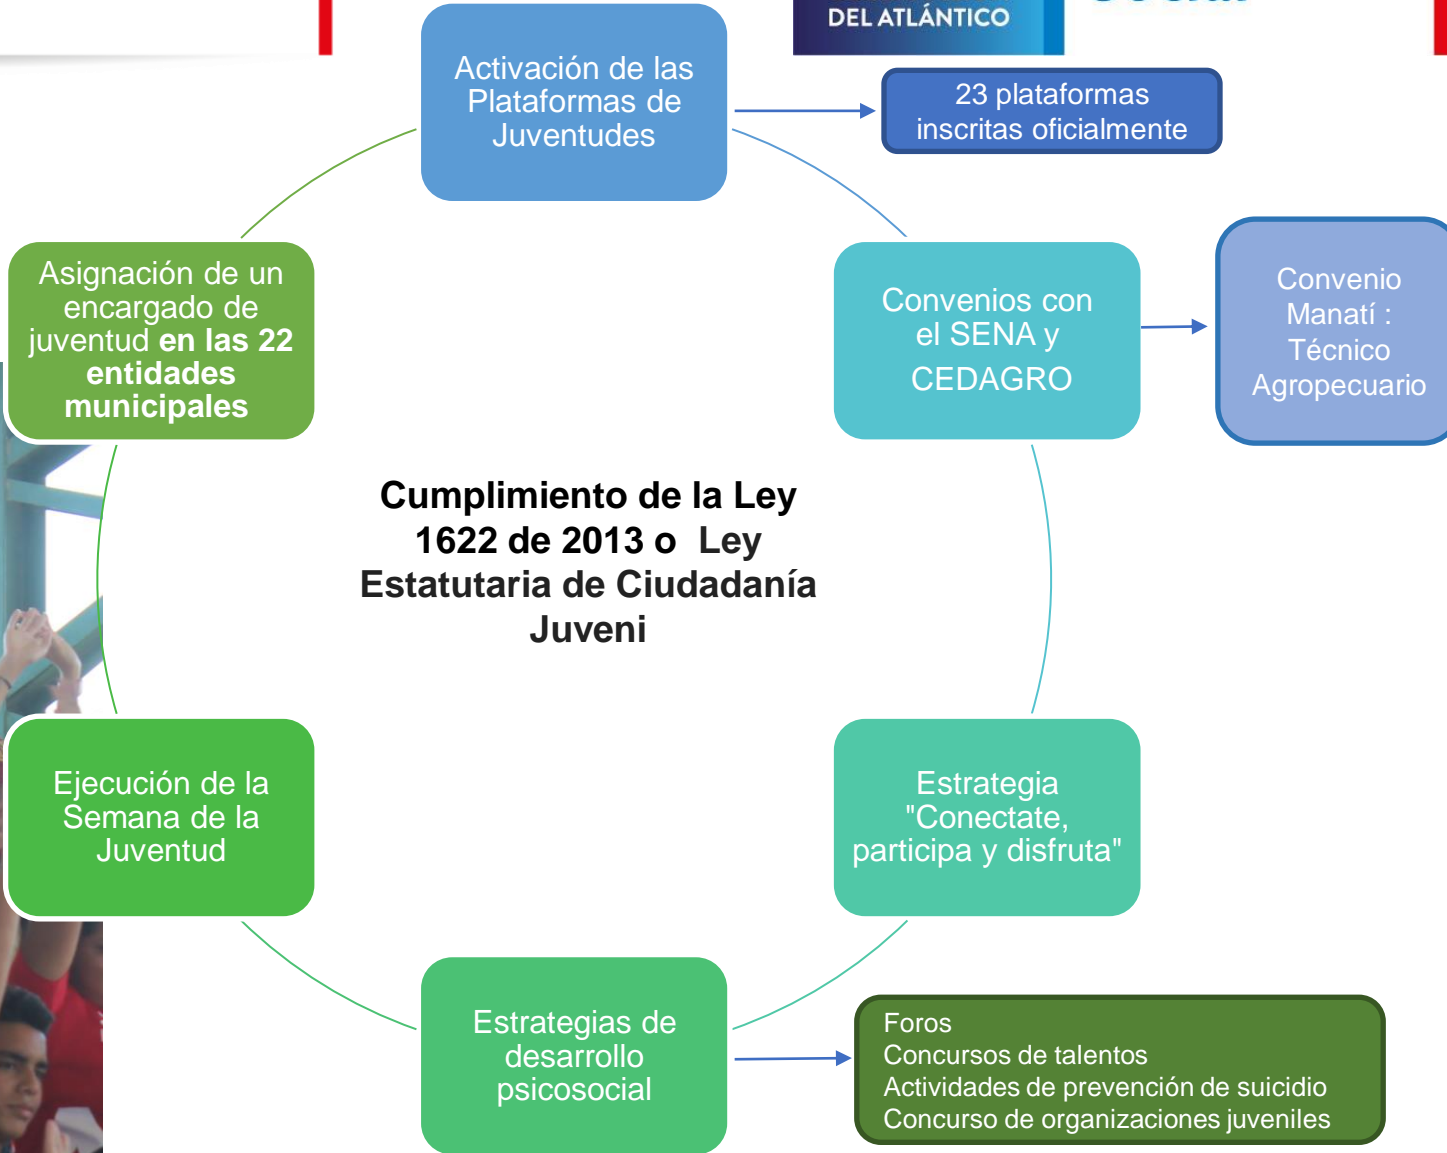 DEL ATLÁNTICO
Activación de las
Plataformas de
Juventudes
23 plataformas
inscritas oficialmente
Asignación de un
encargado de
juventud en las 22
entidades
municipales
Convenios con
el SENA y
CEDAGRO
Convenio
Manatí :
Técnico
Agropecuario
Cumplimiento de la Ley
1622 de 2013 o Ley
Estatutaria de Ciudadanía
Juveni
Ejecución de la
Semana de la
Juventud
Estrategia
"Conectate,
participa y disfruta"
Estrategias de
desarrollo
psicosocial
Foros
Concursos de talentos
Actividades de prevención de suicidio
Concurso de organizaciones juveniles